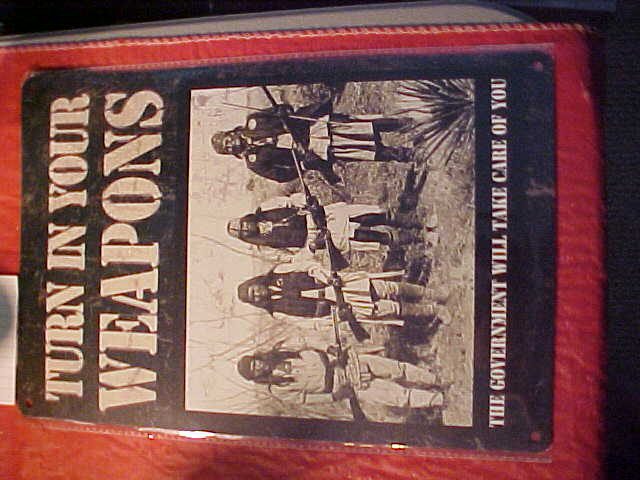 TURN IN YOUR
WEAPONS
THE GOVERNMENT WILL TAKE CARE OF YOU